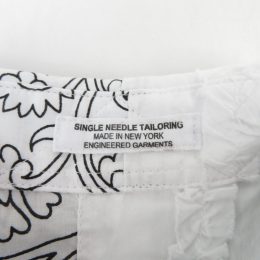 SINGLE NEEDLE TAILORING
MADE IN NEW YORK
ENGINEERED GARMENTS